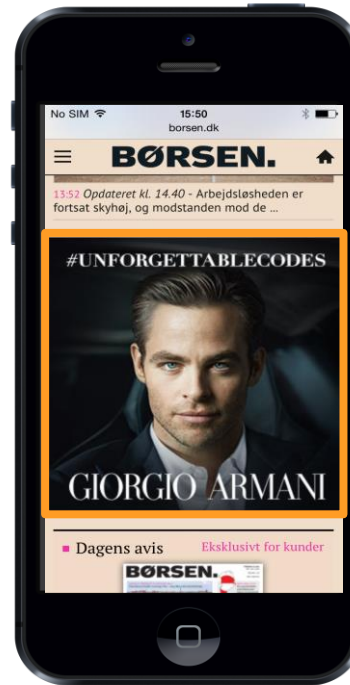 No SIM 15:50
borsen.dk
BØRSEN.
13:52 Opdateret kl. 14.40 - Arbejdsløsheden er
fortsat skyhøj, og modstanden mod de ...
#UNFORGETTABLECODES
GIORGIO ARMANI
Dagens avis Eksklusivt for kunder
BØRSEN.